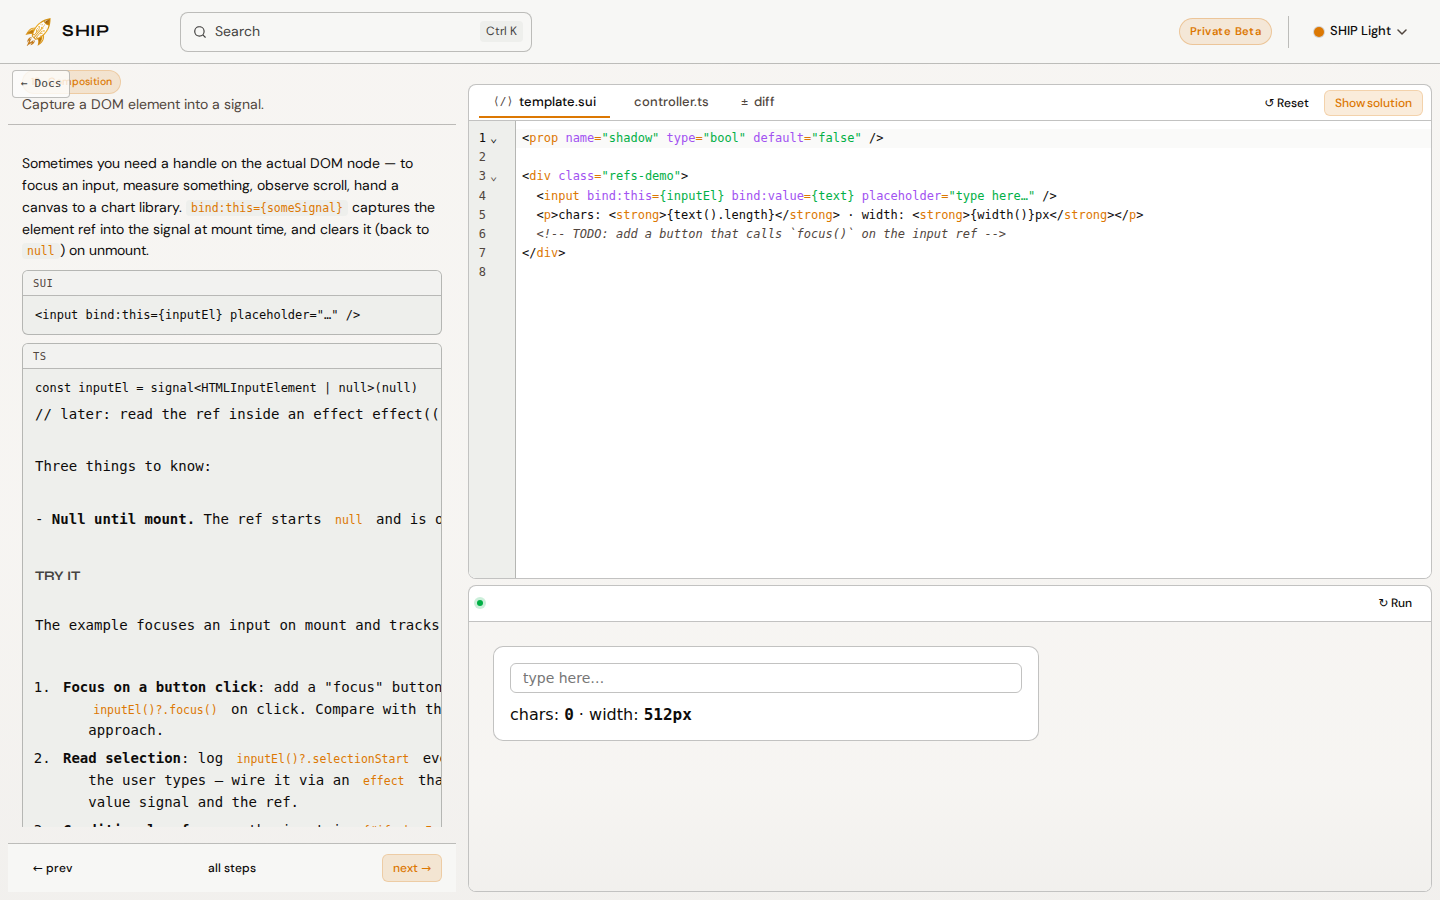 SHIP
Search
Ctrl K
Private Beta
SHIP Light
← Docs
mposition
Capture a DOM element into a signal.
Sometimes you need a handle on the actual DOM node — to
focus an input, measure something, observe scroll, hand a
canvas to a chart library. bind:this={someSignal} captures the
element ref into the signal at mount time, and clears it (back to
null ) on unmount.
SUI
<input bind:this={inputEl} placeholder="…" />
TS
const inputEl = signal<HTMLInputElement | null>(null)
// later: read the ref inside an effect effect((
Three things to know:
- Null until mount. The ref starts null and is o
TRY IT
The example focuses an input on mount and tracks
1. Focus on a button click: add a "focus" button
inputEl()?.focus() on click. Compare with th
approach.
2. Read selection: log inputEl()?.selectionStart eve
the user types — wire it via an effect tha
value signal and the ref.
← prev
all steps
next →
template.sui
controller.ts
± diff
↺ Reset
Show solution
1 <prop name="shadow" type="bool" default="false" />
2
3 <div class="refs-demo">
4 <input bind:this={inputEl} bind:value={text} placeholder="type here…" />
5 <p>chars: <strong>{text().length}</strong> · width: <strong>{width()}px</strong></p>
6 <!-- TODO: add a button that calls `focus()` on the input ref -->
7 </div>
8
↻ Run
type here…
chars: 0 · width: 512px